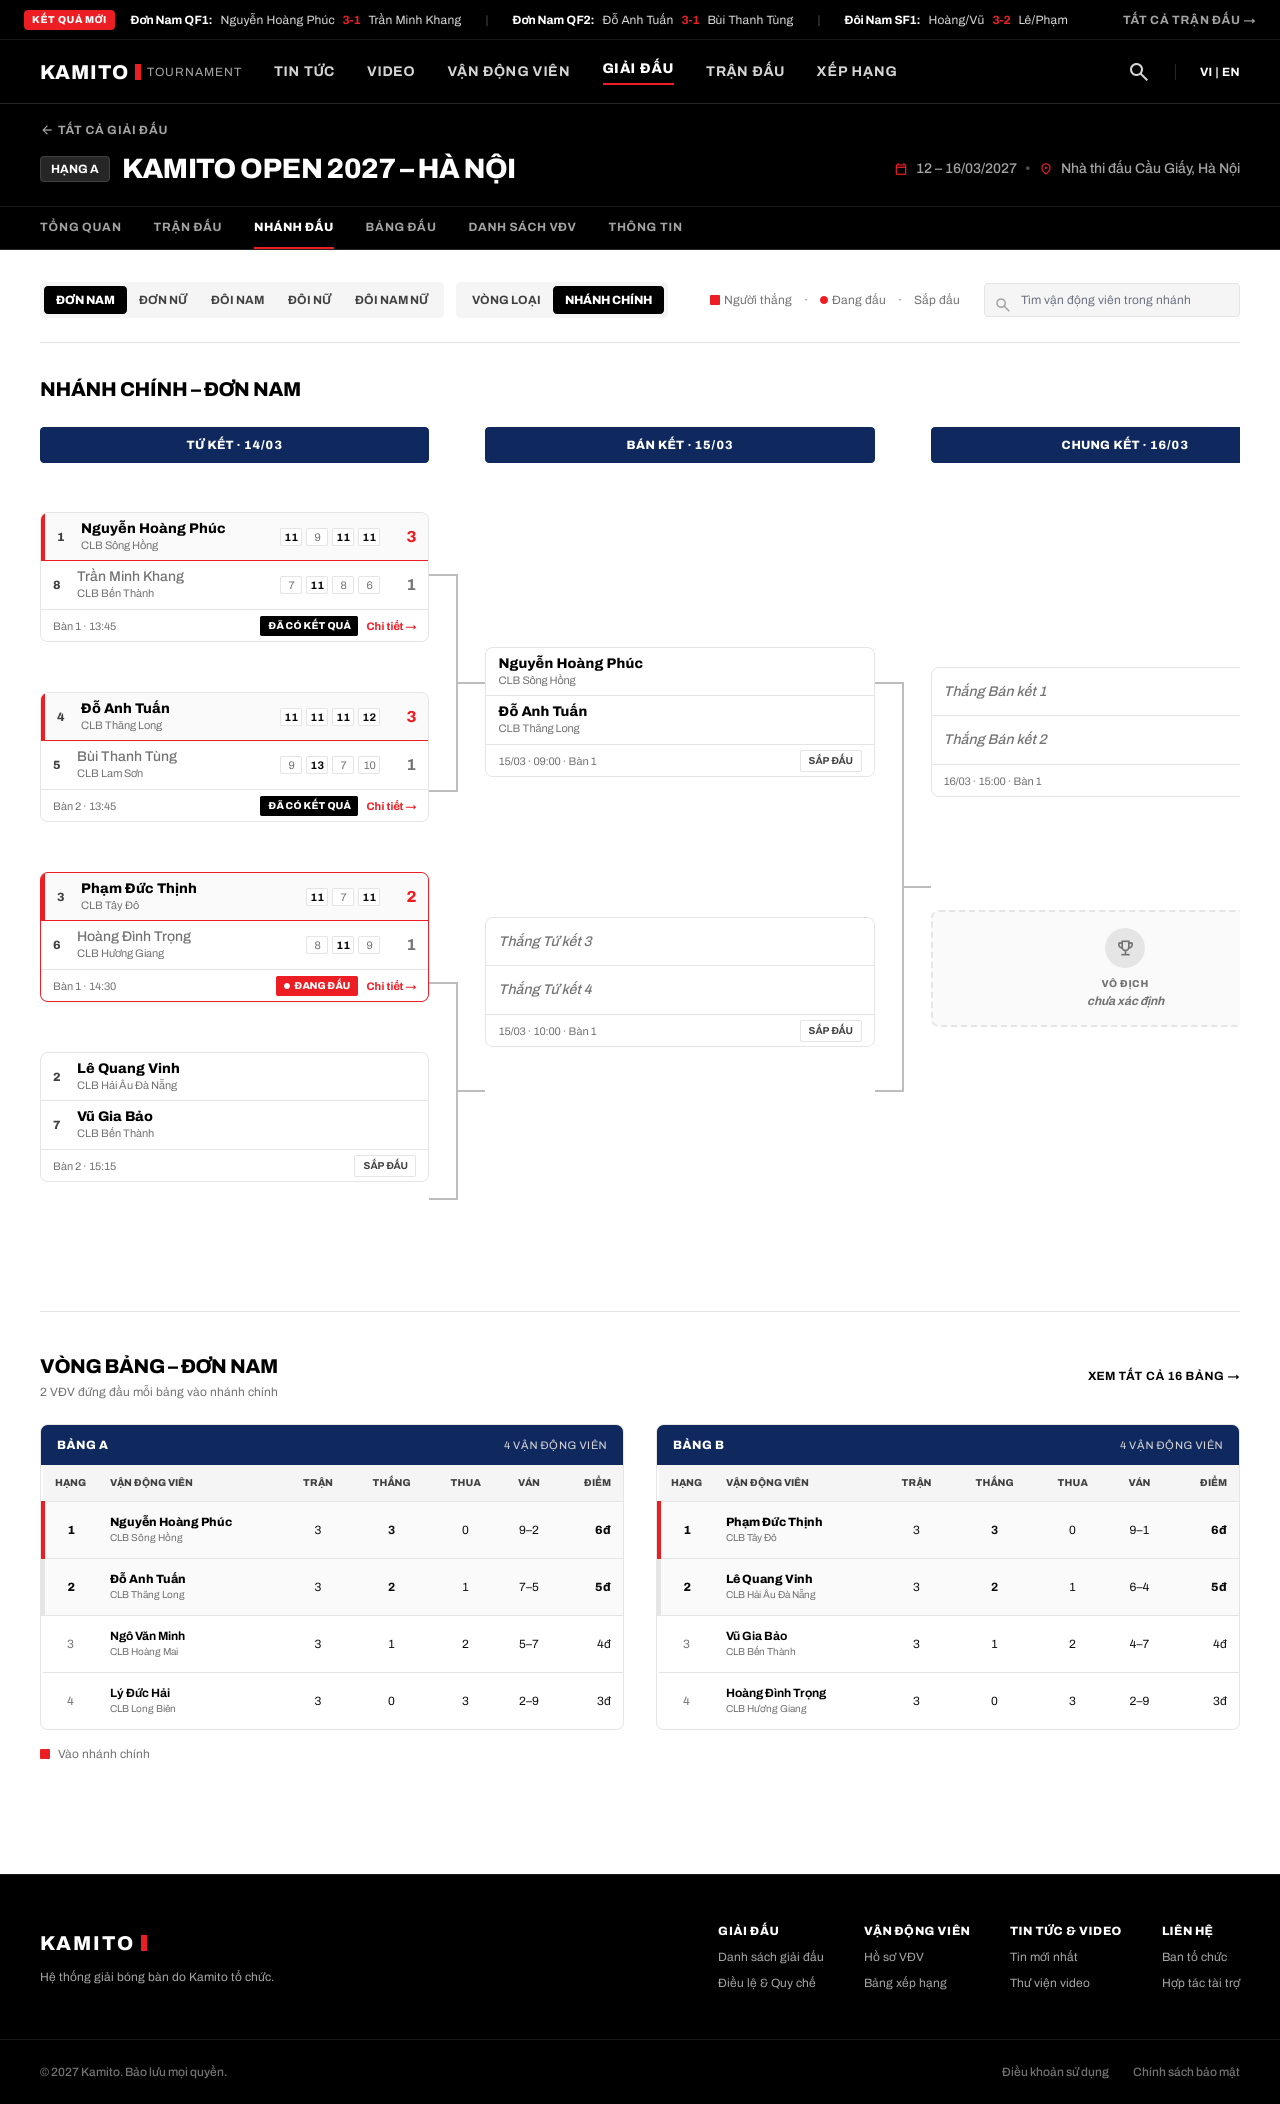 KẾT QUẢ MỚI Đơn Nam QF1: Nguyễn Hoàng Phúc 3-1 Trần Minh Khang | Đơn Nam QF2: Đỗ Anh Tuấn 3-1 Bùi Thanh Tùng | Đôi Nam SF1: Hoàng/Vũ 3-2 Lê/Phạm TẤT CẢ TRẬN ĐẤU →
KAMITO TOURNAMENT TIN TỨC VIDEO VẬN ĐỘNG VIÊN GIẢI ĐẤU TRẬN ĐẤU XẾP HẠNG VI | EN
← TẤT CẢ GIẢI ĐẤU
HẠNG A KAMITO OPEN 2027 – HÀ NỘI 12 – 16/03/2027 • Nhà thi đấu Cầu Giấy, Hà Nội
TỔNG QUAN TRẬN ĐẤU NHÁNH ĐẤU BẢNG ĐẤU DANH SÁCH VĐV THÔNG TIN
ĐƠN NAM ĐƠN NỮ ĐÔI NAM ĐÔI NỮ ĐÔI NAM NỮ VÒNG LOẠI NHÁNH CHÍNH Người thắng · Đang đấu · Sắp đấu Tìm vận động viên trong nhánh
NHÁNH CHÍNH – ĐƠN NAM
TỨ KẾT · 14/03 BÁN KẾT · 15/03 CHUNG KẾT · 16/03
1 Nguyễn Hoàng Phúc 11 9 11 11 3
CLB Sông Hồng
8 Trần Minh Khang 7 11 8 6 1
CLB Bến Thành
Bàn 1 · 13:45 ĐÃ CÓ KẾT QUẢ Chi tiết →
4 Đỗ Anh Tuấn 11 11 11 12 3
CLB Thăng Long
5 Bùi Thanh Tùng 9 13 7 10 1
CLB Lam Sơn
Bàn 2 · 13:45 ĐÃ CÓ KẾT QUẢ Chi tiết →
3 Phạm Đức Thịnh 11 7 11 2
CLB Tây Đô
6 Hoàng Đình Trọng 8 11 9 1
CLB Hương Giang
Bàn 1 · 14:30 ĐANG ĐẤU Chi tiết →
2 Lê Quang Vinh
CLB Hải Âu Đà Nẵng
7 Vũ Gia Bảo
CLB Bến Thành
Bàn 2 · 15:15 SẮP ĐẤU
Nguyễn Hoàng Phúc
CLB Sông Hồng
Đỗ Anh Tuấn
CLB Thăng Long
15/03 · 09:00 · Bàn 1 SẮP ĐẤU
Thắng Tứ kết 3
Thắng Tứ kết 4
15/03 · 10:00 · Bàn 1 SẮP ĐẤU
Thắng Bán kết 1
Thắng Bán kết 2
16/03 · 15:00 · Bàn 1
VÔ ĐỊCH
chưa xác định
VÒNG BẢNG – ĐƠN NAM
2 VĐV đứng đầu mỗi bảng vào nhánh chính
XEM TẤT CẢ 16 BẢNG →
BẢNG A 4 VẬN ĐỘNG VIÊN
HẠNG VẬN ĐỘNG VIÊN TRẬN THẮNG THUA VÁN ĐIỂM
1 Nguyễn Hoàng Phúc 3 3 0 9–2 6đ
CLB Sông Hồng
2 Đỗ Anh Tuấn 3 2 1 7–5 5đ
CLB Thăng Long
3 Ngô Văn Minh 3 1 2 5–7 4đ
CLB Hoàng Mai
4 Lý Đức Hải 3 0 3 2–9 3đ
CLB Long Biên
BẢNG B 4 VẬN ĐỘNG VIÊN
HẠNG VẬN ĐỘNG VIÊN TRẬN THẮNG THUA VÁN ĐIỂM
1 Phạm Đức Thịnh 3 3 0 9–1 6đ
CLB Tây Đô
2 Lê Quang Vinh 3 2 1 6–4 5đ
CLB Hải Âu Đà Nẵng
3 Vũ Gia Bảo 3 1 2 4–7 4đ
CLB Bến Thành
4 Hoàng Đình Trọng 3 0 3 2–9 3đ
CLB Hương Giang
Vào nhánh chính
KAMITO
Hệ thống giải bóng bàn do Kamito tổ chức.
GIẢI ĐẤU VẬN ĐỘNG VIÊN TIN TỨC & VIDEO LIÊN HỆ
Danh sách giải đấu Hồ sơ VĐV Tin mới nhất Ban tổ chức
Điều lệ & Quy chế Bảng xếp hạng Thư viện video Hợp tác tài trợ
© 2027 Kamito. Bảo lưu mọi quyền. Điều khoản sử dụng Chính sách bảo mật